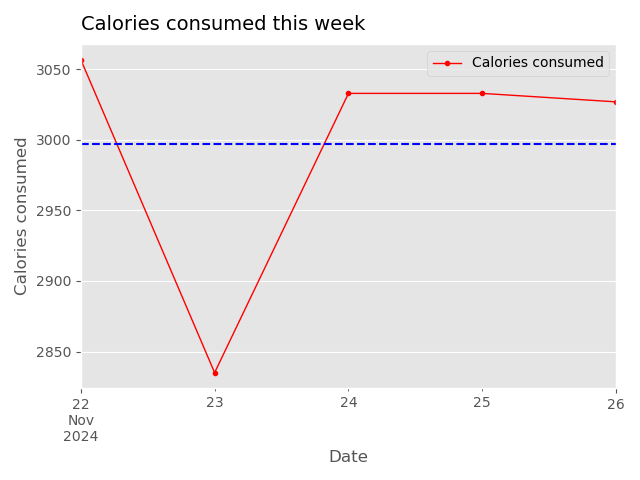 Calories consumed this week
Calories consumed
3050
3000
2950
2900
2850
Calories consumed
22
Nov
2024
23
24
25
26
Date